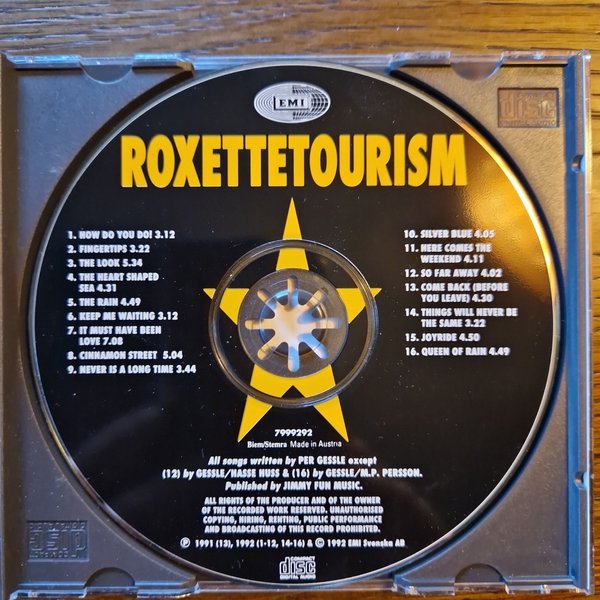 EMI
ROXETTETOURISM
1. HOW DO YOU DO! 3.12
2. FINGERTIPS 3.22
3. THE LOOK 5.34
4. THE HEART SHAPED
SEA 4.31
5. THE RAIN 4.49
6. KEEP ME WAITING 3.12
7. IT MUST HAVE BEEN
LOVE 7.08
8. CINNAMON STREET 5.04
9. NEVER IS A LONG TIME 3.44
10. SILVER BLUE 4.05
11. HERE COMES THE
WEEKEND 4.11
12. SO FAR AWAY 4.02
13. COME BACK (BEFORE
YOU LEAVE) 4.30
14. THINGS WILL NEVER BE
THE SAME 3.22
15. JOYRIDE 4.50
16. QUEEN OF RAIN 4.49
7999292
Biem/Stemra Made in Austria
All songs written by PER GESSLE except
(12) by GESSLE/HASSE HUSS & (16) by GESSLE/M.P. PERSSON.
Published by JIMMY FUN MUSIC.
ALL RIGHTS OF THE PRODUCER AND OF THE OWNER
OF THE RECORDED WORK RESERVED. UNAUTHORISED
COPYING, HIRING, RENTING, PUBLIC PERFORMANCE
AND BROADCASTING OF THIS RECORD PROHIBITED.
℗ 1991 (13), 1992 (1-12, 14-16) & © 1992 EMI Svenska AB
COMPACT
disc
DIGITAL AUDIO
disc